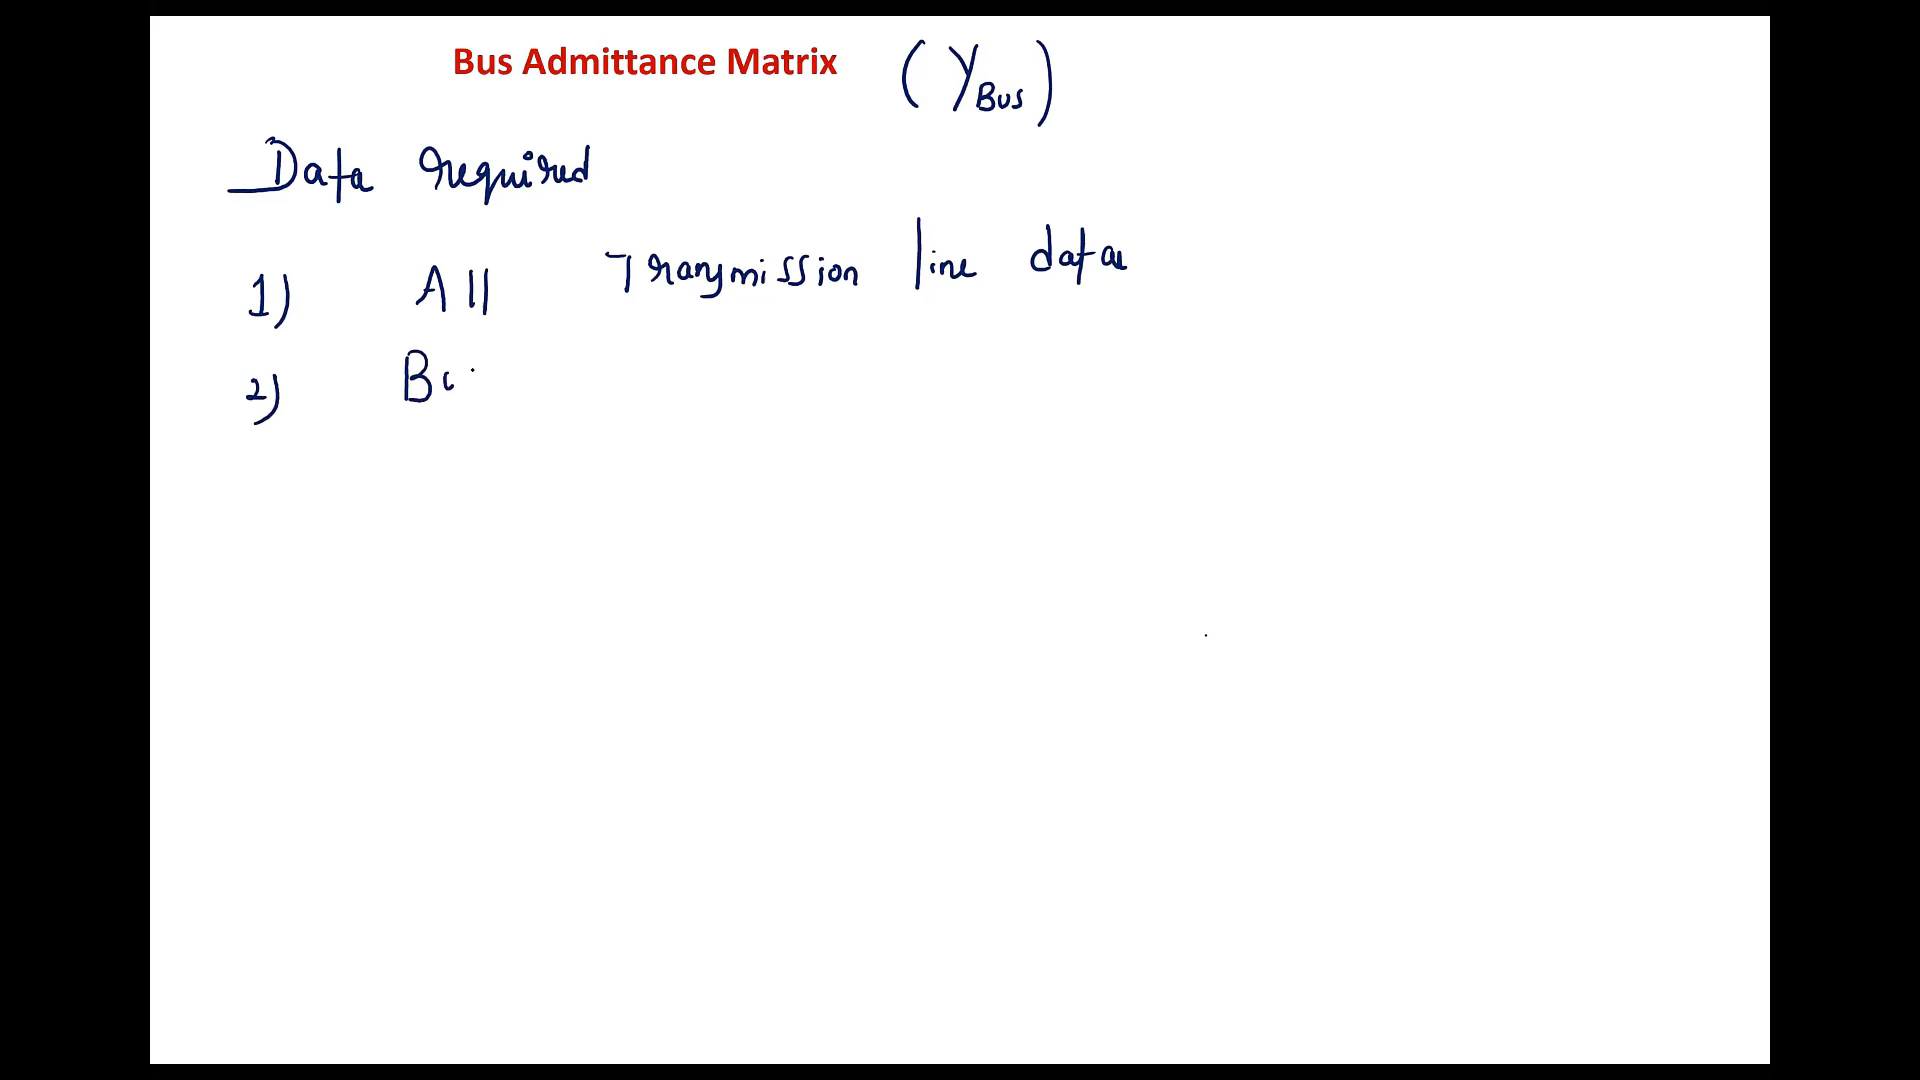 Bus Admittance Matrix (YBus)
Data required
1) All Transmission line data
2)